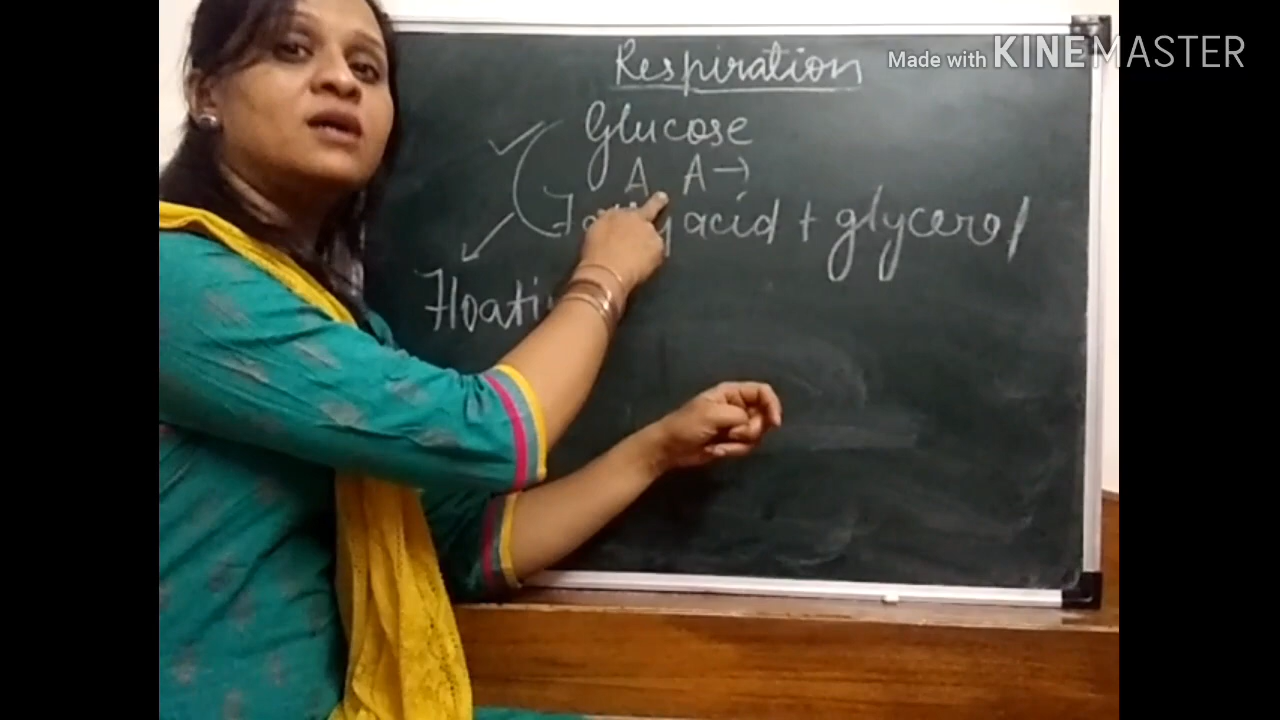 Made with KINEMASTER
Respiration
Glucose
A A →
acid + glycerol